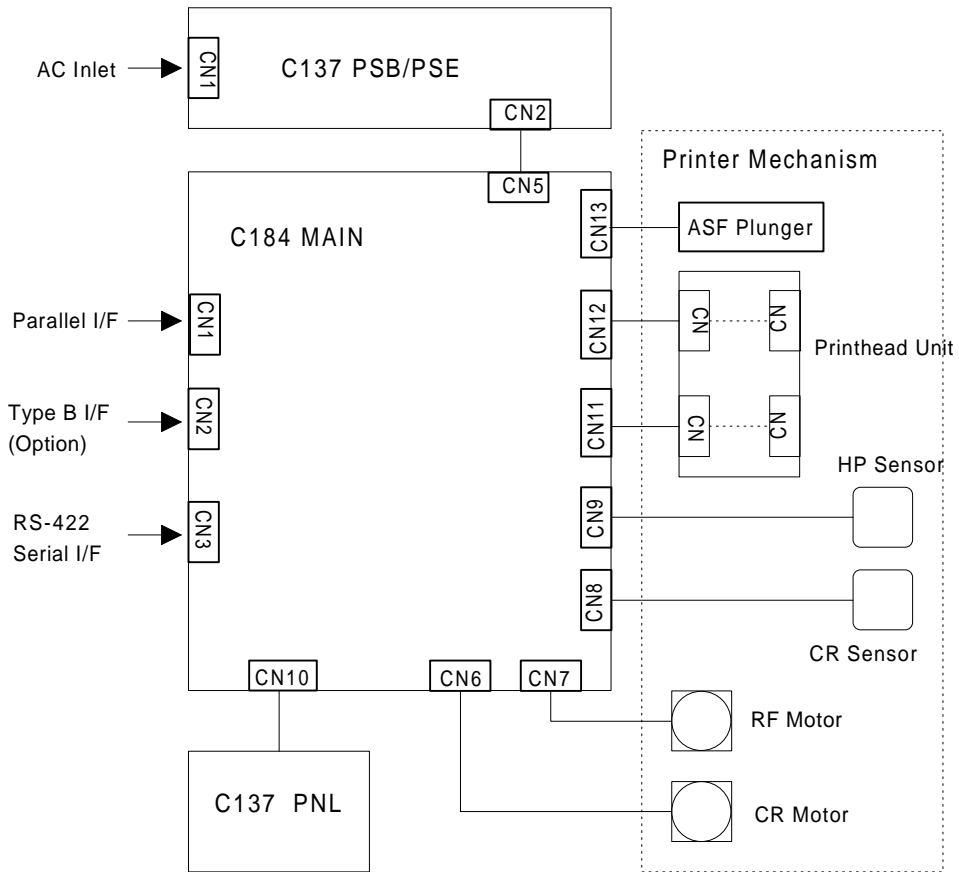 AC Inlet
CN1
C137 PSB/PSE
CN2
CN5
Printer Mechanism
C184 MAIN
CN13
ASF Plunger
Parallel I/F
CN1
CN12
CN
CN
Printhead Unit
Type B I/F
(Option)
CN2
CN11
CN
CN
HP Sensor
RS-422
Serial I/F
CN3
CN9
CN8
CR Sensor
CN10
CN6
CN7
RF Motor
C137 PNL
CR Motor